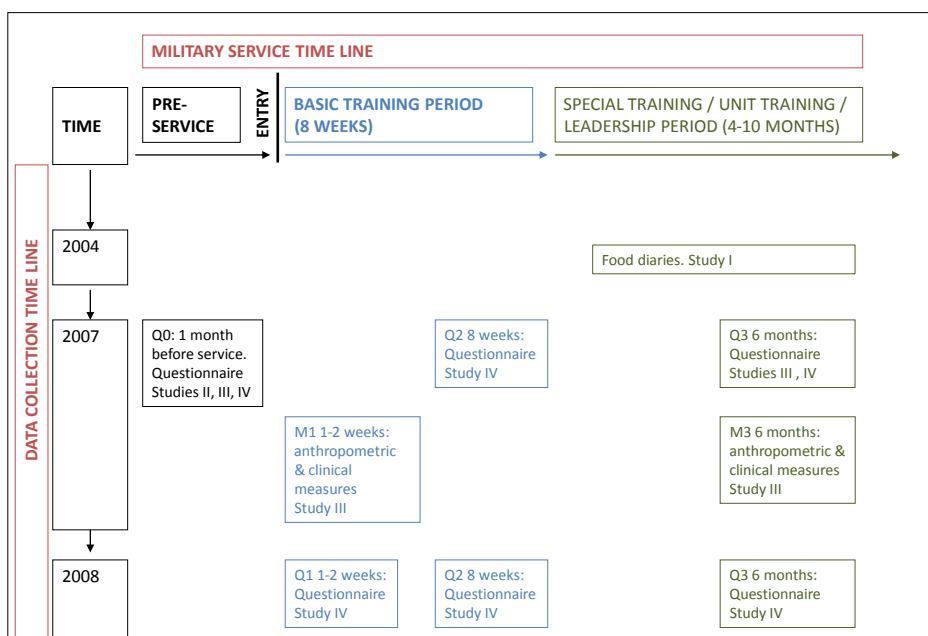 MILITARY SERVICE TIME LINE
TIME
PRE-
SERVICE
ENTRY
BASIC TRAINING PERIOD
(8 WEEKS)
SPECIAL TRAINING / UNIT TRAINING /
LEADERSHIP PERIOD (4-10 MONTHS)
DATA COLLECTION TIME LINE
2004
Food diaries. Study I
2007
Q0: 1 month
before service.
Questionnaire
Studies II, III, IV
Q2 8 weeks:
Questionnaire
Study IV
Q3 6 months:
Questionnaire
Studies III , IV
M1 1-2 weeks:
anthropometric
& clinical
measures
Study III
M3 6 months:
anthropometric &
clinical measures
Study III
2008
Q1 1-2 weeks:
Questionnaire
Study IV
Q2 8 weeks:
Questionnaire
Study IV
Q3 6 months:
Questionnaire
Study IV